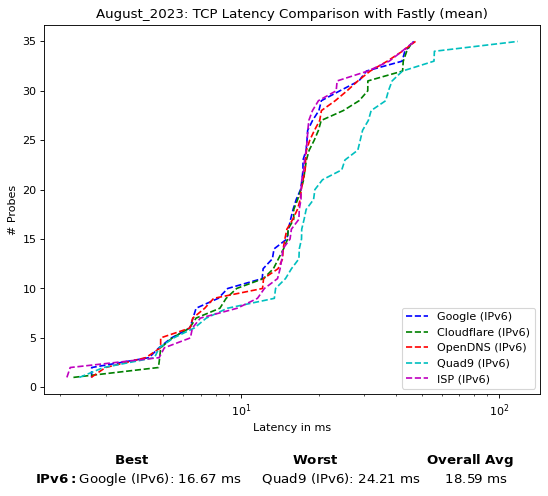 August_2023: TCP Latency Comparison with Fastly (mean)
# Probes
35
30
25
20
15
10
5
0
Google (IPv6)
Cloudflare (IPv6)
OpenDNS (IPv6)
Quad9 (IPv6)
ISP (IPv6)
10¹ 10²
Latency in ms
Best Worst Overall Avg
IPv6: Google (IPv6): 16.67 ms Quad9 (IPv6): 24.21 ms 18.59 ms